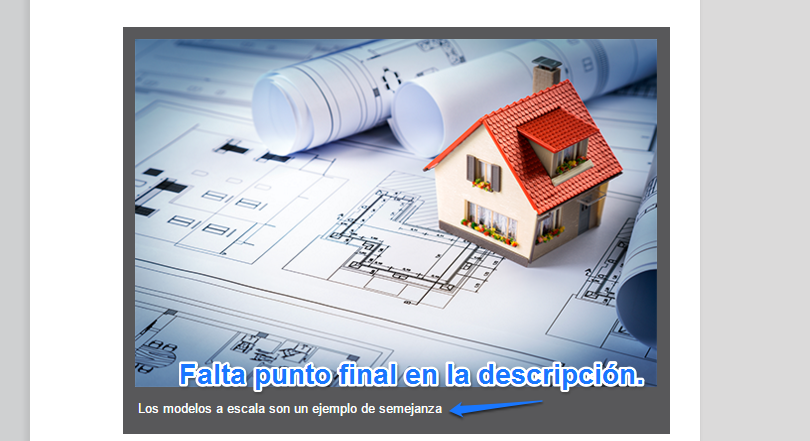 Falta punto final en la descripción.
Los modelos a escala son un ejemplo de semejanza